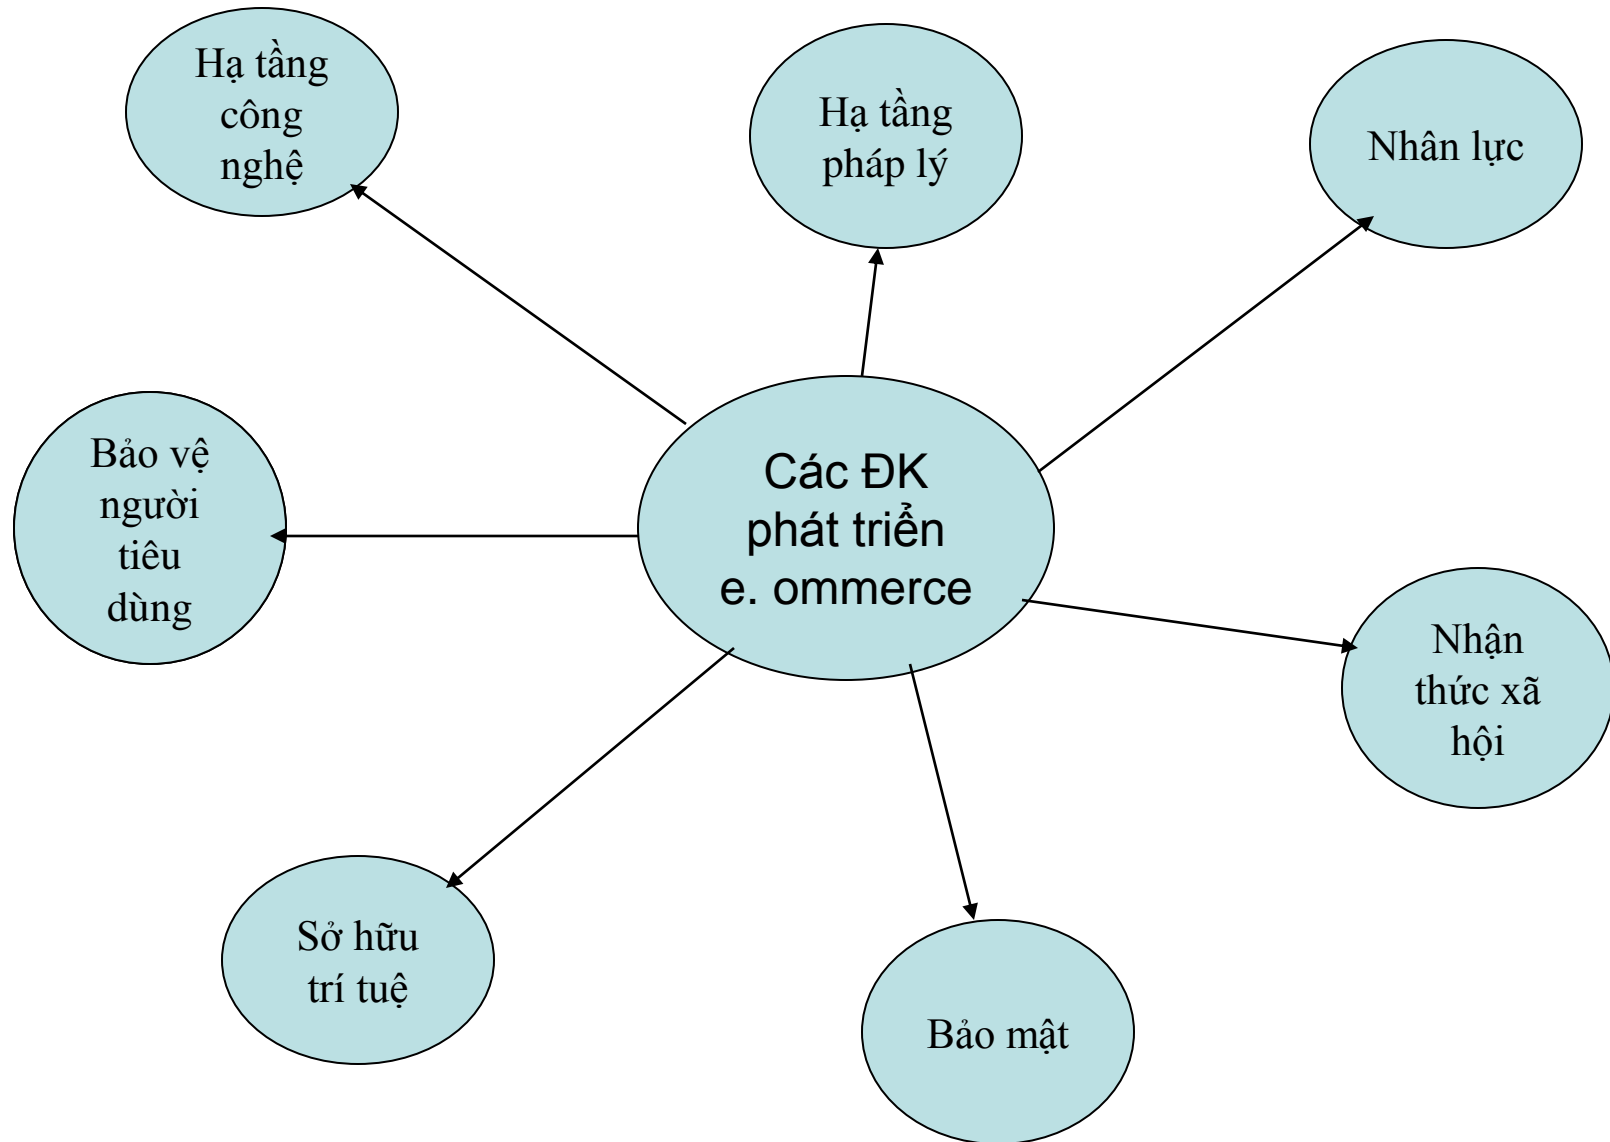 Hạ tầng
công
nghệ
Hạ tầng
pháp lý
Nhân lực
Bảo vệ
người
tiêu
dùng
Các ĐK
phát triển
e. ommerce
Nhận
thức xã
hội
Sở hữu
trí tuệ
Bảo mật